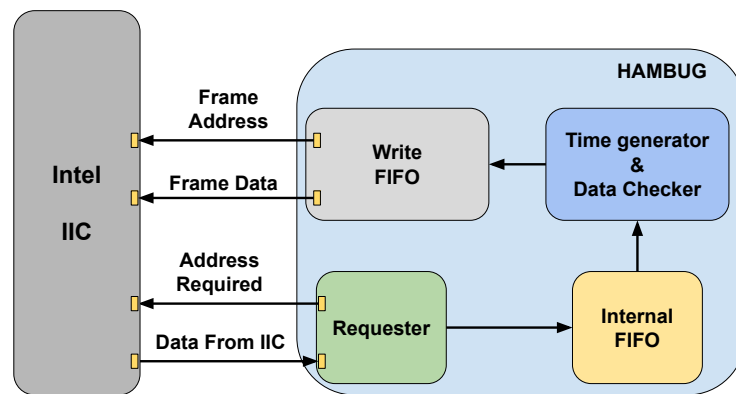 HAMBUG
Frame
Address
Write
FIFO
Time generator
&
Data Checker
Intel
IIC
Frame Data
Address
Required
Requester
Internal
FIFO
Data From IIC